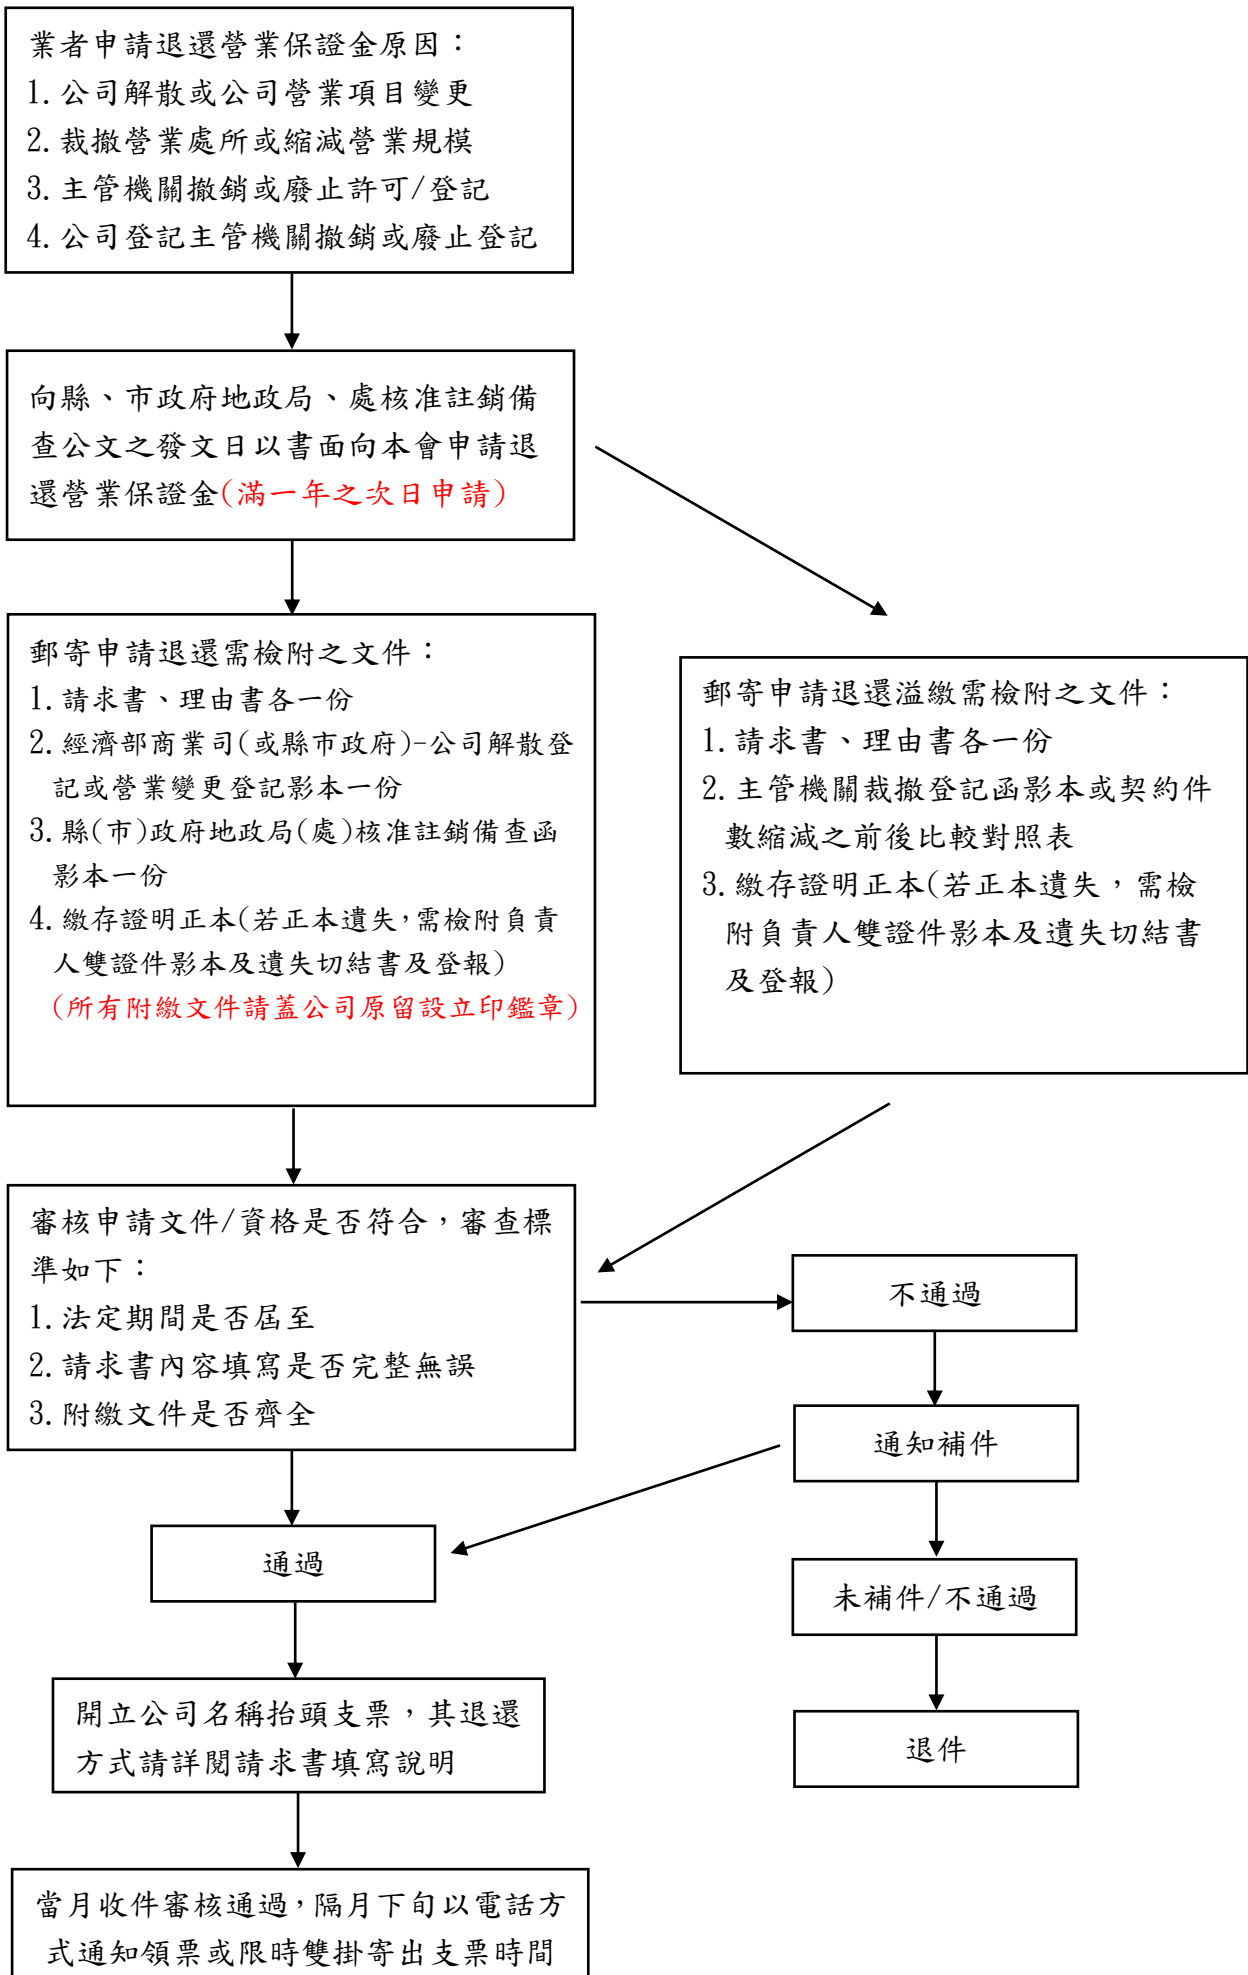 業者申請退還營業保證金原因：
1.公司解散或公司營業項目變更
2.裁撤營業處所或縮減營業規模
3.主管機關撤銷或廢止許可/登記
4.公司登記主管機關撤銷或廢止登記
向縣、市政府地政局、處核准註銷備
查公文之發文日以書面向本會申請退
還營業保證金(滿一年之次日申請)
郵寄申請退還需檢附之文件：
1.請求書、理由書各一份
2.經濟部商業司(或縣市政府)-公司解散登
記或營業變更登記影本一份
3.縣(市)政府地政局(處)核准註銷備查函
影本一份
4.繳存證明正本(若正本遺失，需檢附負責
人雙證件影本及遺失切結書及登報)
(所有附繳文件請蓋公司原留設立印鑑章)
郵寄申請退還溢繳需檢附之文件：
1.請求書、理由書各一份
2.主管機關裁撤登記函影本或契約件
數縮減之前後比較對照表
3.繳存證明正本(若正本遺失，需檢
附負責人雙證件影本及遺失切結書
及登報)
審核申請文件/資格是否符合，審查標
準如下：
1.法定期間是否屆至
2.請求書內容填寫是否完整無誤
3.附繳文件是否齊全
不通過
通知補件
通過
未補件/不通過
開立公司名稱抬頭支票，其退還
方式請詳閱請求書填寫說明
退件
當月收件審核通過，隔月下旬以電話方
式通知領票或限時雙掛寄出支票時間